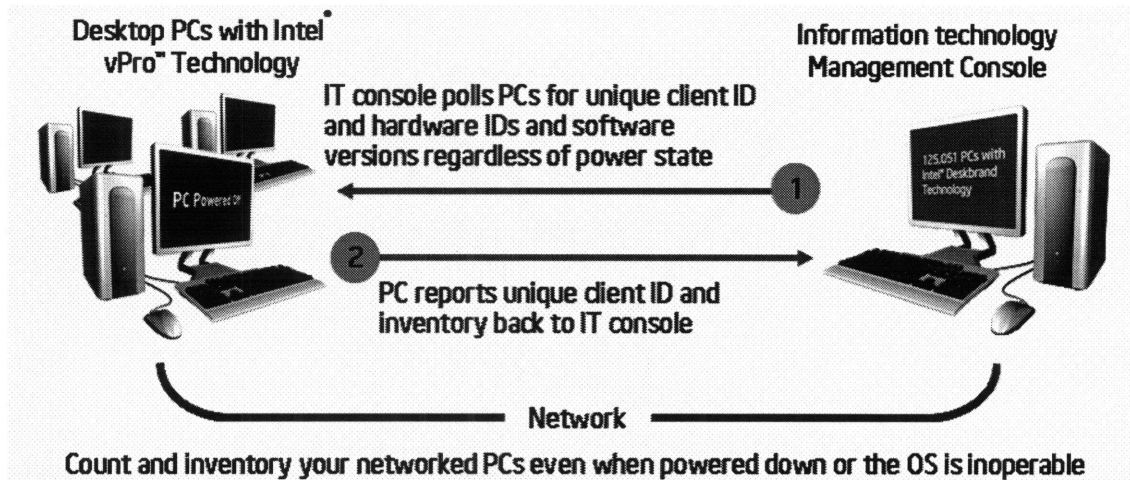 Desktop PCs with Intel®
vPro™ Technology
Information technology
Management Console
IT console polls PCs for unique client ID
and hardware IDs and software
versions regardless of power state
125,051 PCs with
Intel® Deskbrand
Technology
PC Powered Off
1
2
PC reports unique client ID and
inventory back to IT console
Network
Count and inventory your networked PCs even when powered down or the OS is inoperable